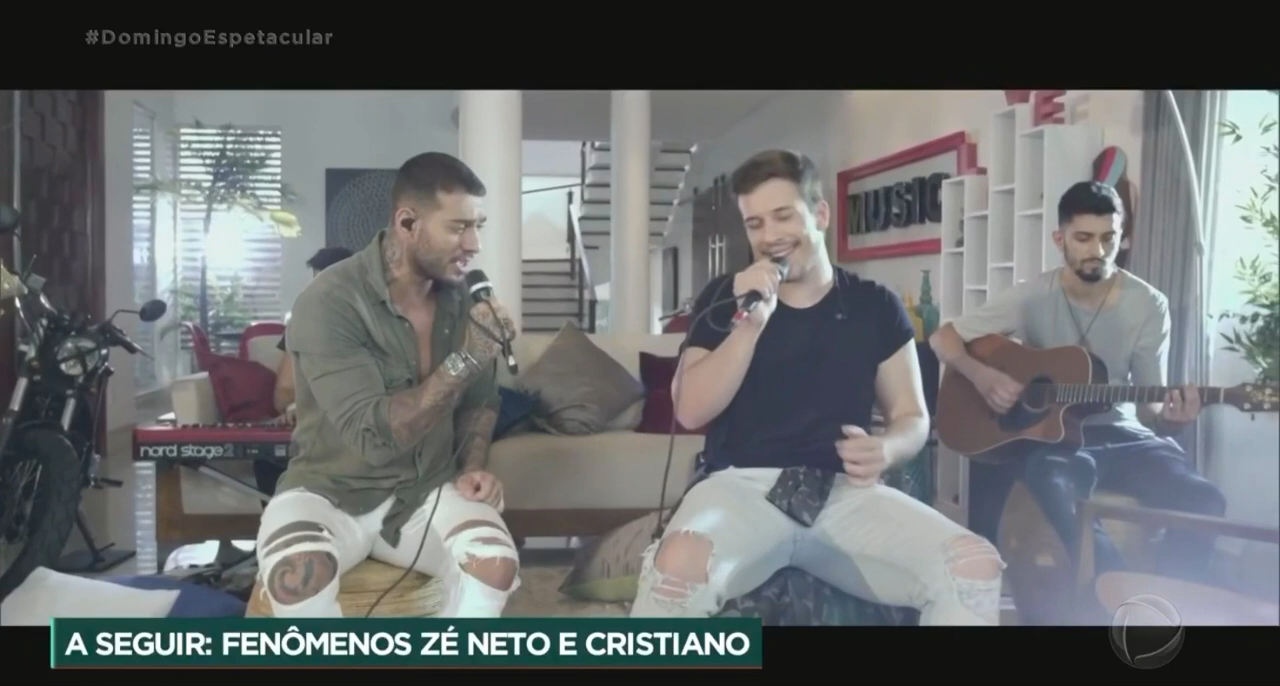 #DomingoEspetacular
MUSIC
nord stage 2
A SEGUIR: FENÔMENOS ZÉ NETO E CRISTIANO